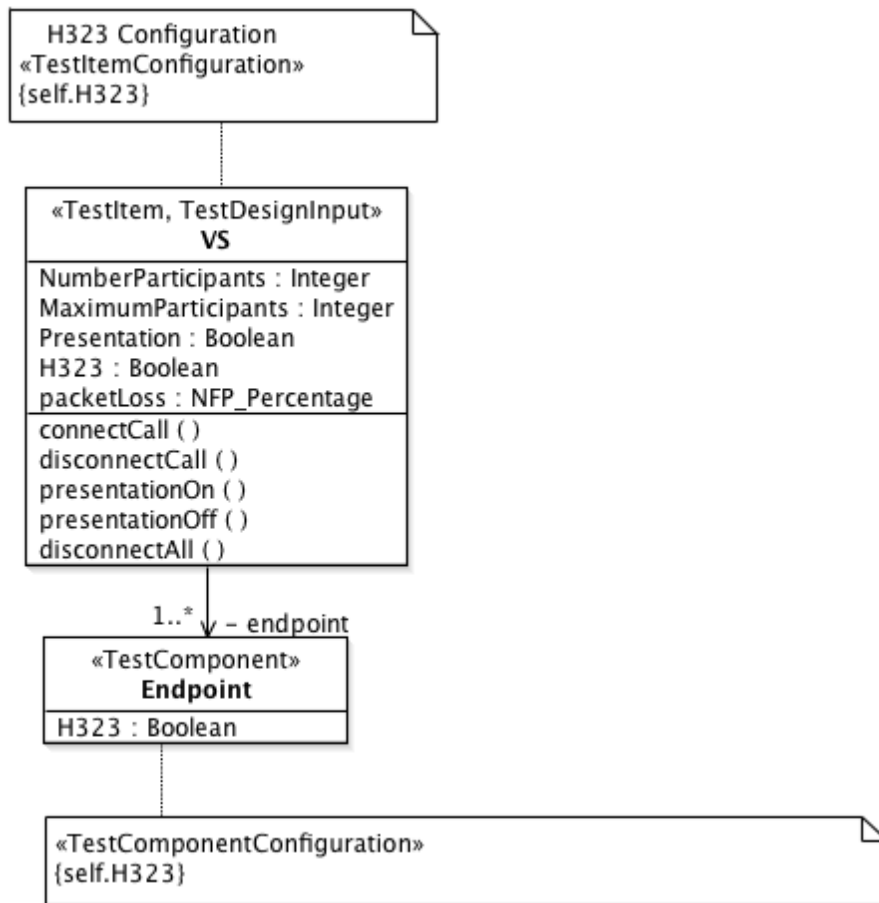 H323 Configuration
«TestItemConfiguration»
{self.H323}
«TestItem, TestDesignInput»
VS
NumberParticipants : Integer
MaximumParticipants : Integer
Presentation : Boolean
H323 : Boolean
packetLoss : NFP_Percentage
connectCall ( )
disconnectCall ( )
presentationOn ( )
presentationOff ( )
disconnectAll ( )
1..*
– endpoint
«TestComponent»
Endpoint
H323 : Boolean
«TestComponentConfiguration»
{self.H323}